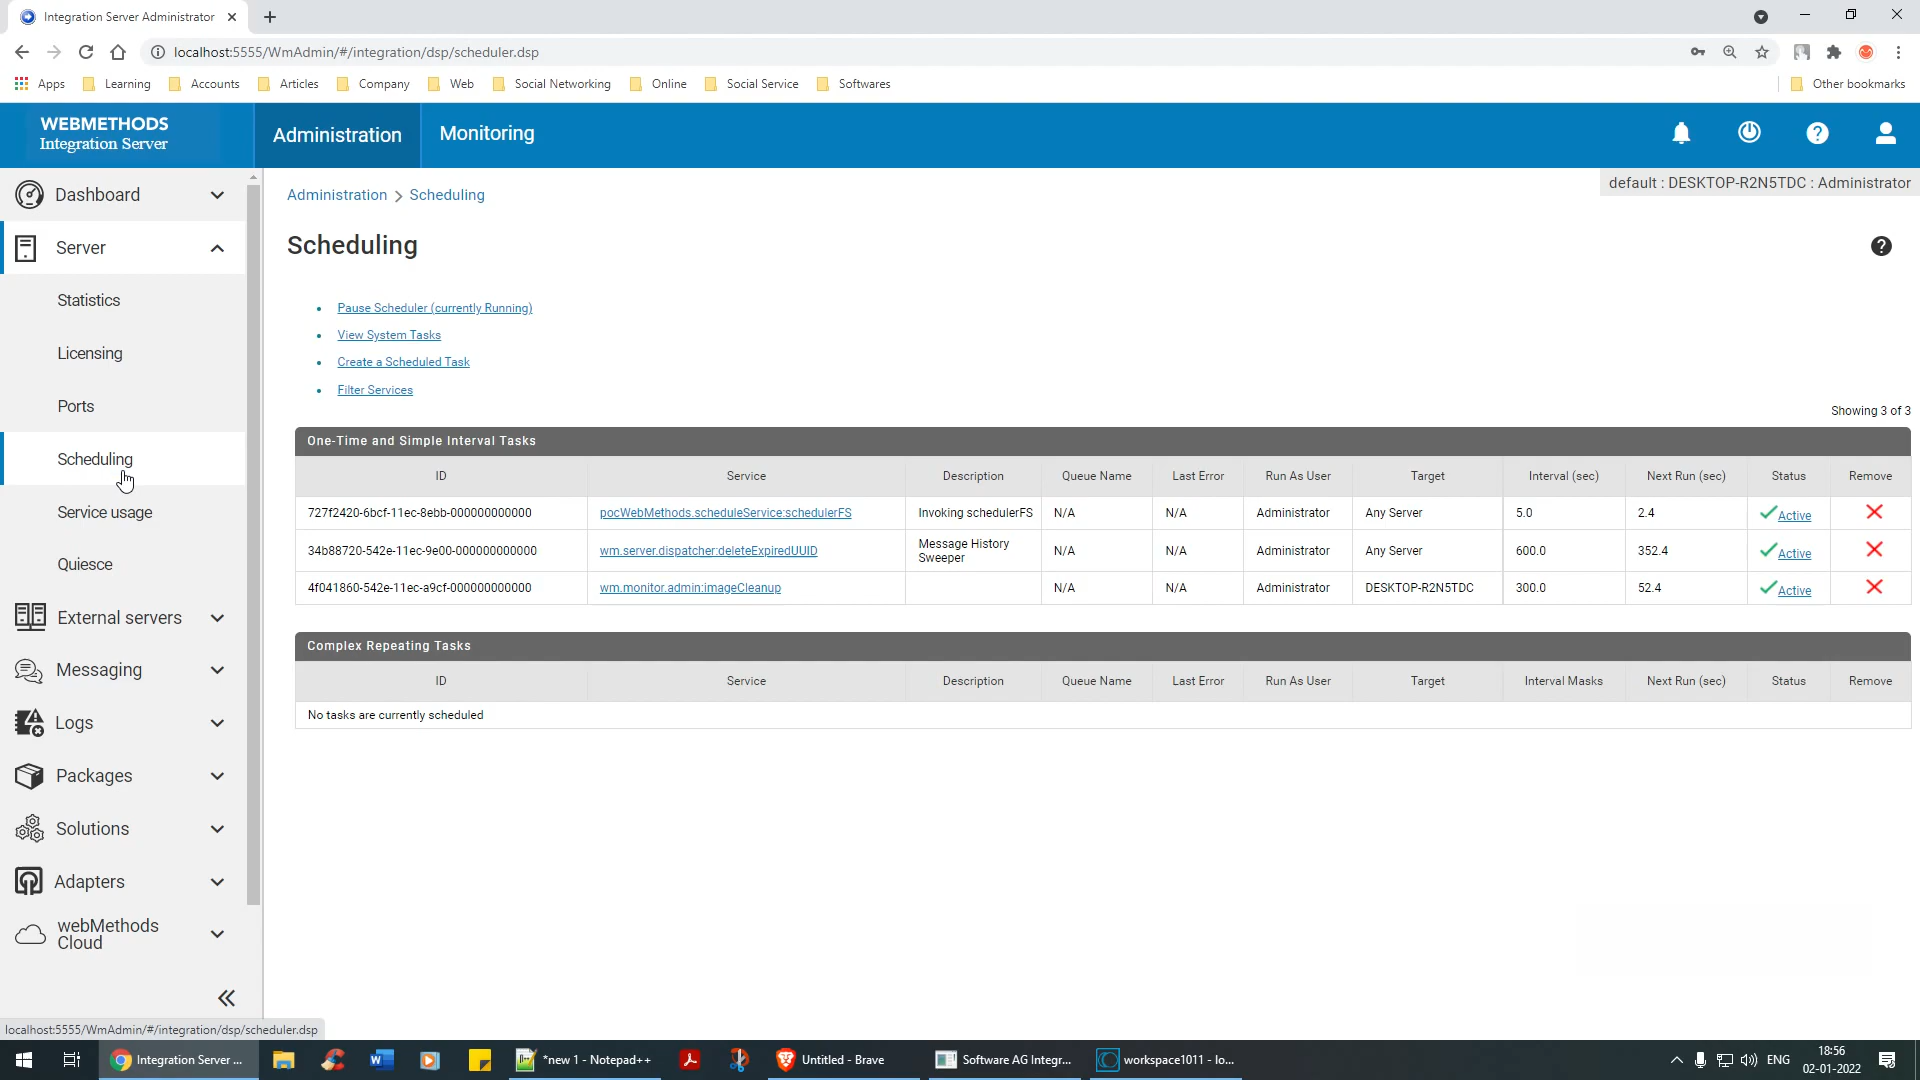 Integration Server Administrator
localhost:5555/WmAdmin/#/integration/dsp/scheduler.dsp
Apps Learning Accounts Articles Company Web Social Networking Online Social Service Softwares Other bookmarks
WEBMETHODS
Integration Server
Administration Monitoring
default : DESKTOP-R2N5TDC : Administrator
Dashboard
Server
Statistics
Licensing
Ports
Scheduling
Service usage
Quiesce
External servers
Messaging
Logs
Packages
Solutions
Adapters
webMethods
Cloud
Administration > Scheduling
Scheduling
Pause Scheduler (currently Running)
View System Tasks
Create a Scheduled Task
Filter Services
Showing 3 of 3
One-Time and Simple Interval Tasks
ID Service Description Queue Name Last Error Run As User Target Interval (sec) Next Run (sec) Status Remove
727f2420-6bcf-11ec-8ebb-000000000000 pocWebMethods.scheduleService:schedulerFS Invoking schedulerFS N/A N/A Administrator Any Server 5.0 2.4 Active
34b88720-542e-11ec-9e00-000000000000 wm.server.dispatcher:deleteExpiredUUID Message History Sweeper N/A N/A Administrator Any Server 600.0 352.4 Active
4f041860-542e-11ec-a9cf-000000000000 wm.monitor.admin:imageCleanup N/A N/A Administrator DESKTOP-R2N5TDC 300.0 52.4 Active
Complex Repeating Tasks
ID Service Description Queue Name Last Error Run As User Target Interval Masks Next Run (sec) Status Remove
No tasks are currently scheduled
localhost:5555/WmAdmin/#/integration/dsp/scheduler.dsp
Integration Server ... *new 1 - Notepad++ Untitled - Brave Software AG Integr... workspace1011 - lo... ENG
18:56
02-01-2022